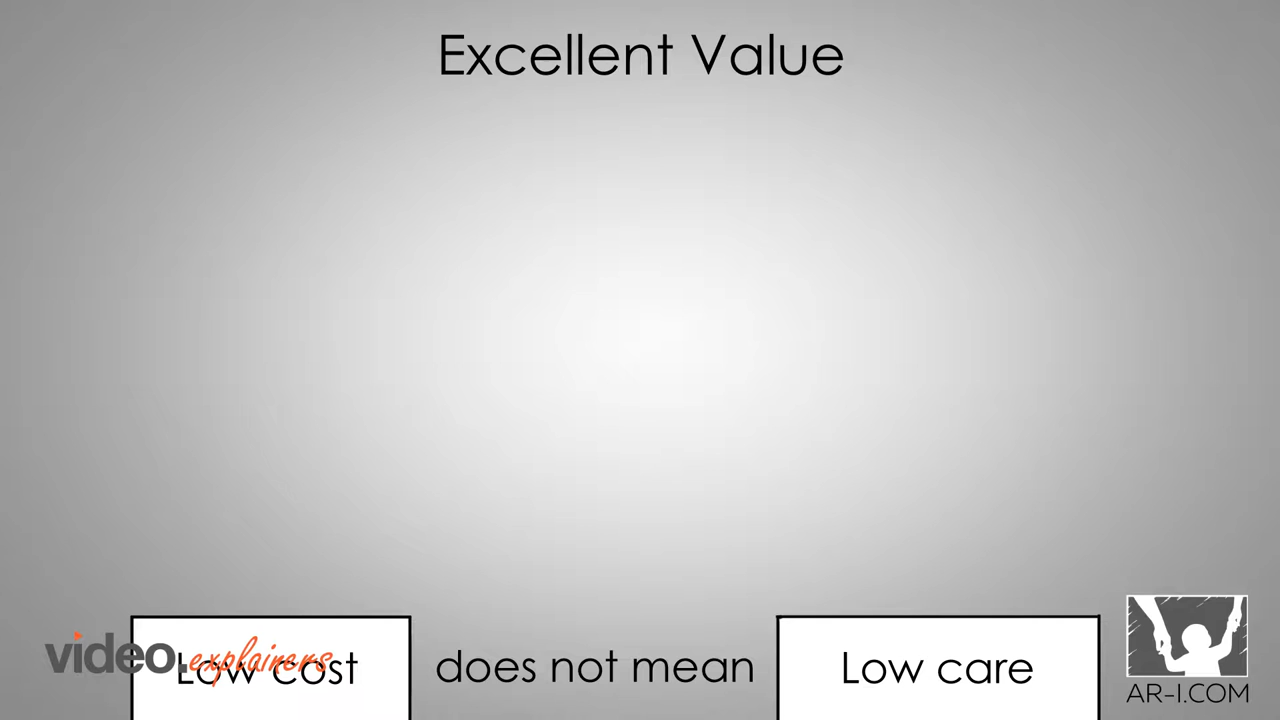 Excellent Value
Low cost does not mean Low care
video.explainers
AR-I.COM